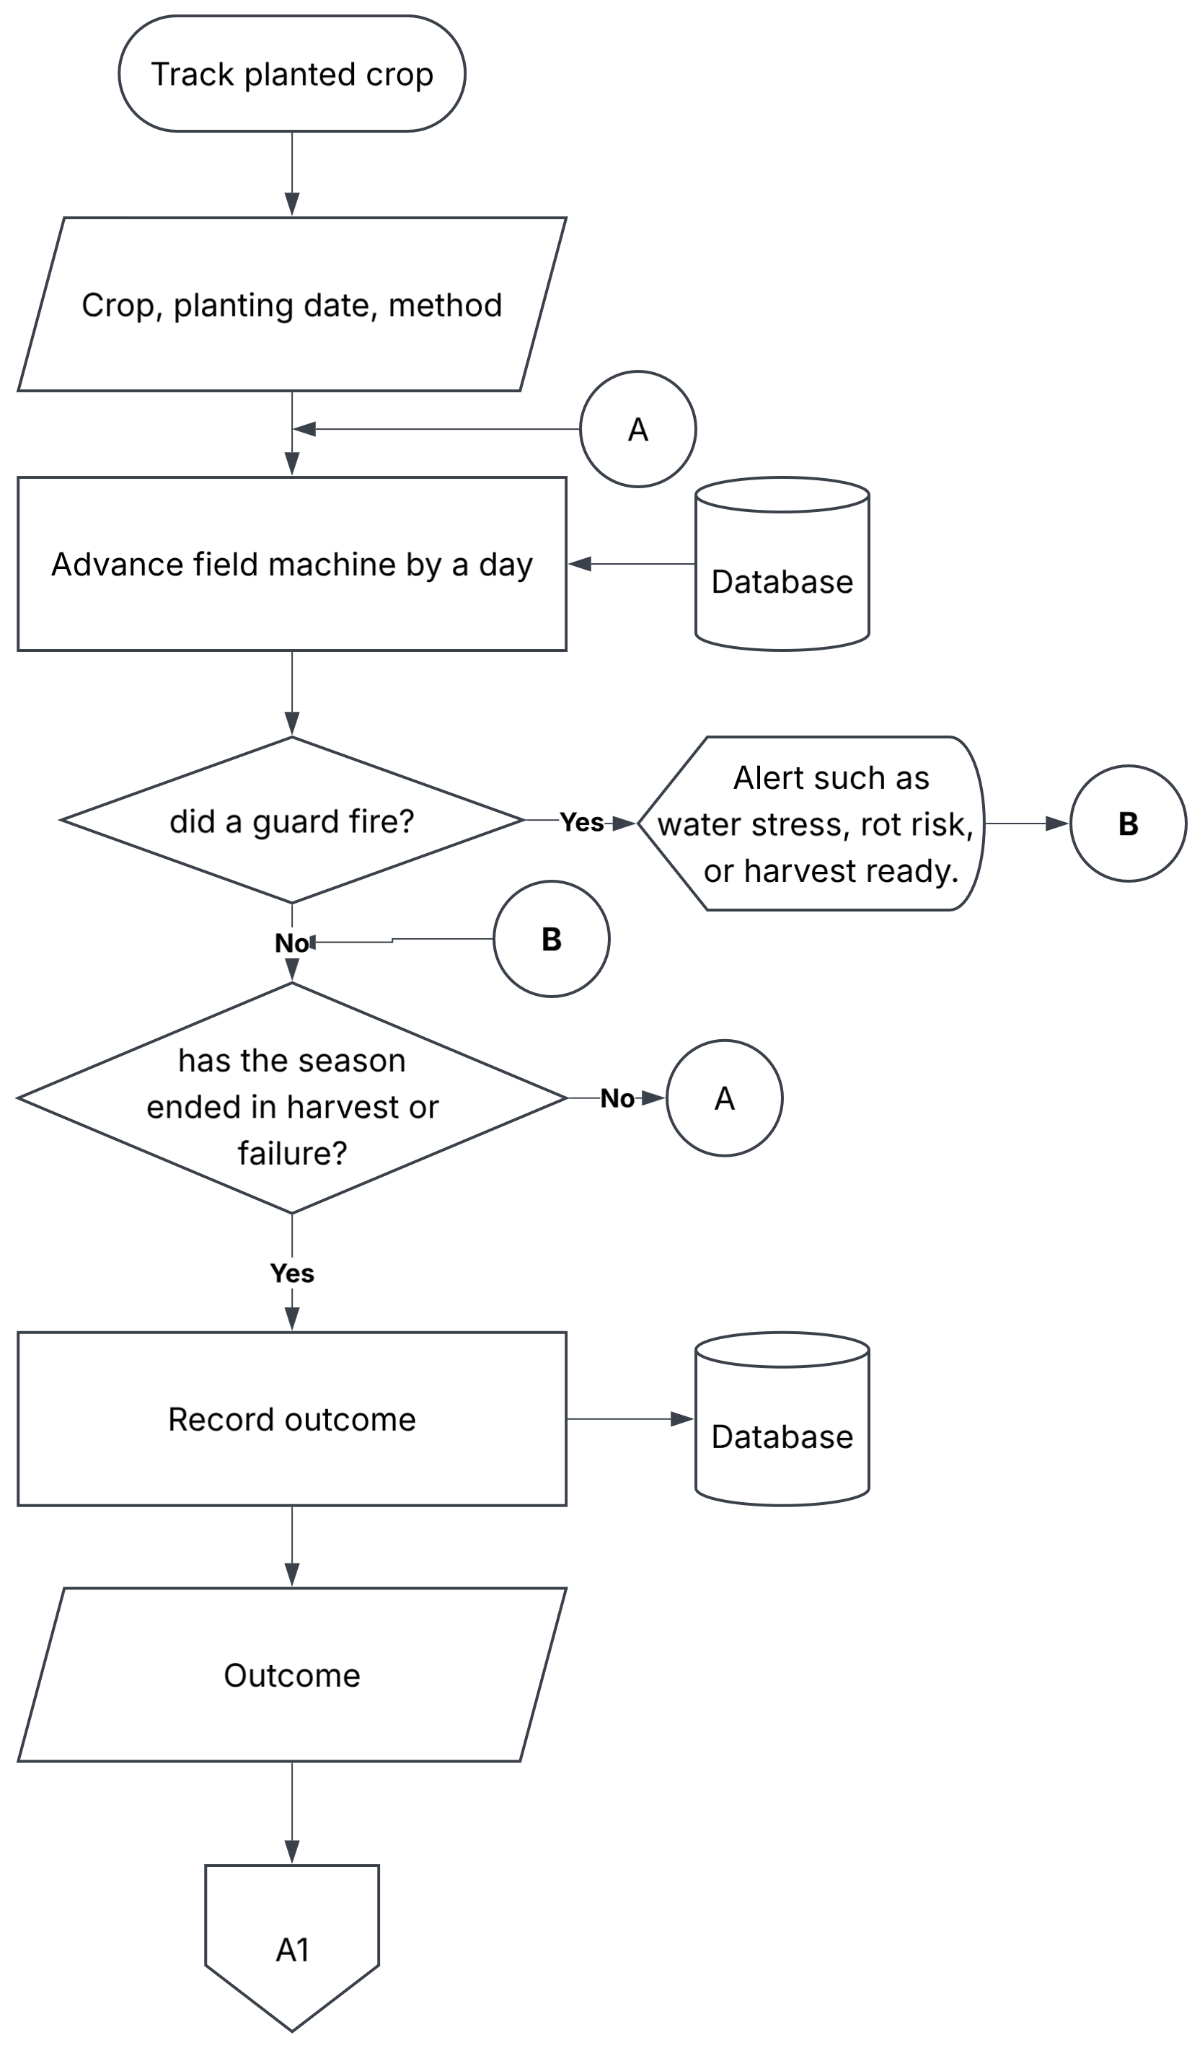 Track planted crop
Crop, planting date, method
A
Advance field machine by a day
Database
did a guard fire?
Yes
Alert such as
water stress, rot risk,
or harvest ready.
B
No
B
has the season
ended in harvest or
failure?
No
A
Yes
Record outcome
Database
Outcome
A1